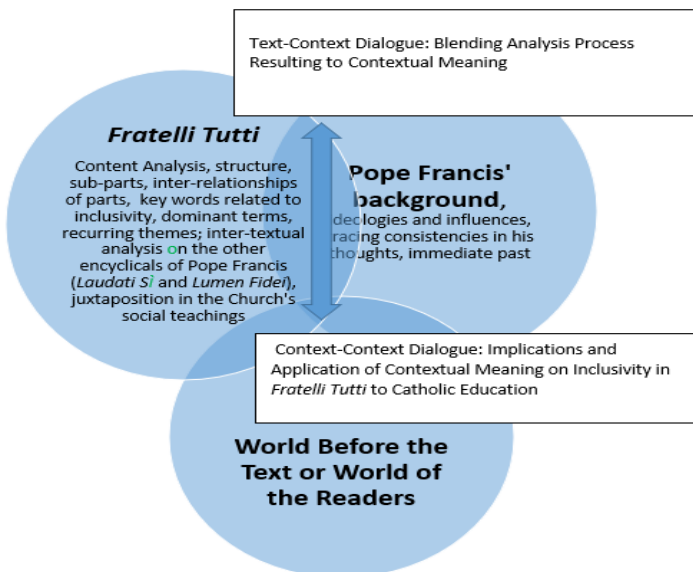 Text-Context Dialogue: Blending Analysis Process
Resulting to Contextual Meaning
Fratelli Tutti
Content Analysis, structure,
sub-parts, inter-relationships
of parts, key words related to
inclusivity, dominant terms,
recurring themes; inter-textual
analysis on the other
encyclicals of Pope Francis
(Laudati Sì and Lumen Fidei),
juxtaposition in the Church's
social teachings
Pope Francis'
background,
deologies and influences,
racing consistencies in his
thoughts, immediate past
Context-Context Dialogue: Implications and
Application of Contextual Meaning on Inclusivity in
Fratelli Tutti to Catholic Education
World Before the
Text or World of
the Readers